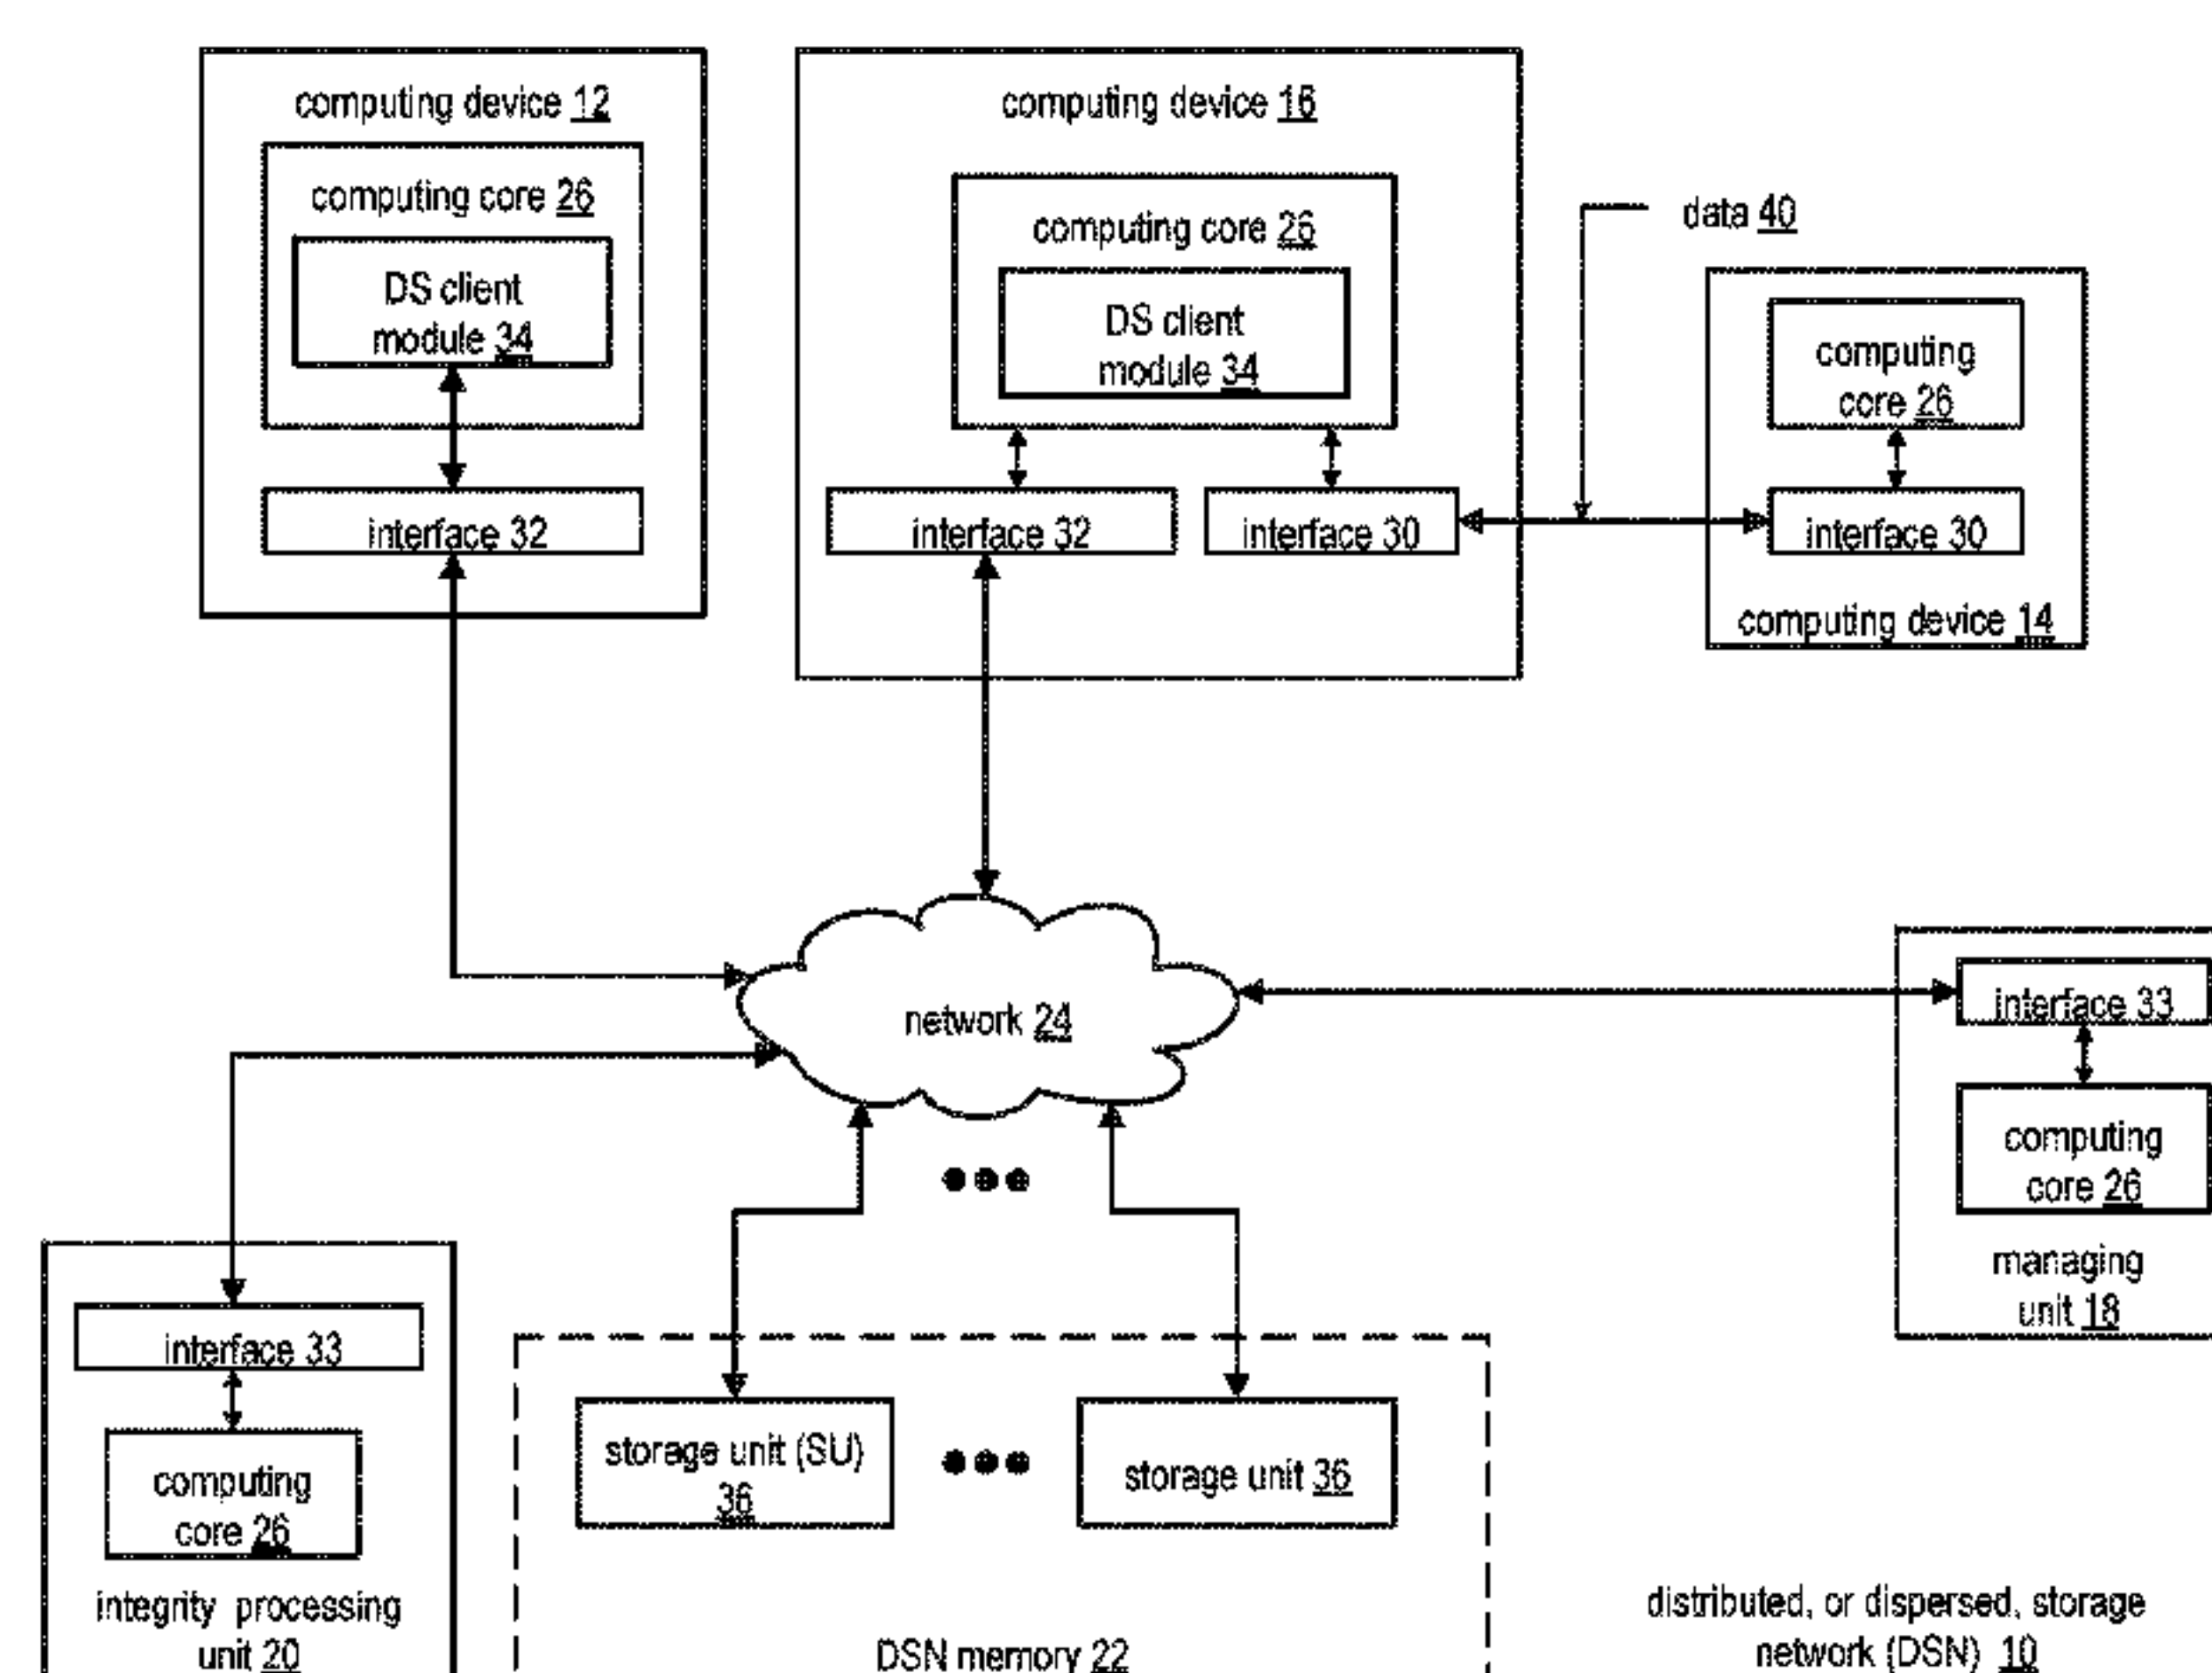 computing device 12
computing core 26
DS client
module 34
interface 32
computing device 16
computing core 26
DS client
module 34
interface 32
interface 30
data 40
computing
core 26
interface 30
computing device 14
network 24
interface 33
computing
core 26
managing
unit 18
interface 33
computing
core 26
integrity processing
unit 20
storage unit (SU)
36
storage unit 36
DSN memory 22
distributed, or dispersed, storage
network (DSN) 10